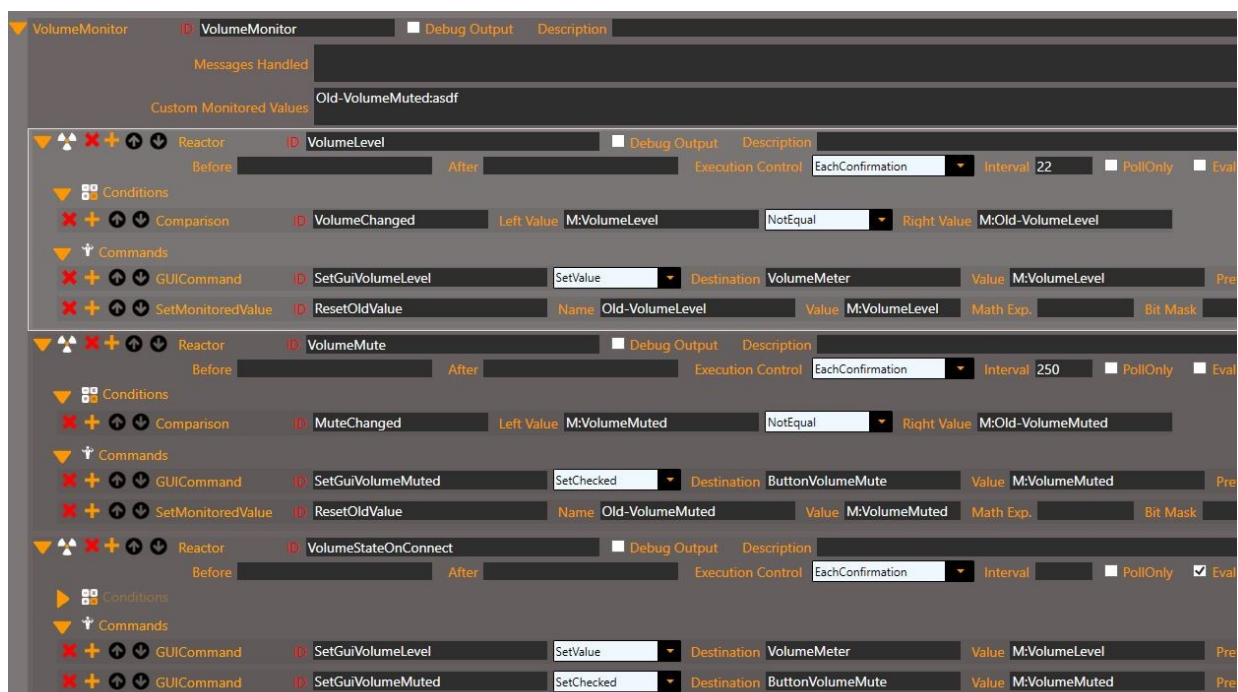 VolumeMonitor ID VolumeMonitor Debug Output Description
Messages Handled
Custom Monitored Values Old-VolumeMuted:asdf
Reactor ID VolumeLevel Debug Output Description
Before After Execution Control EachConfirmation Interval 22 PollOnly Eval
Conditions
Comparison ID VolumeChanged Left Value M:VolumeLevel NotEqual Right Value M:Old-VolumeLevel
Commands
GUICommand ID SetGuiVolumeLevel SetValue Destination VolumeMeter Value M:VolumeLevel Pre
SetMonitoredValue ID ResetOldValue Name Old-VolumeLevel Value M:VolumeLevel Math Exp. Bit Mask
Reactor ID VolumeMute Debug Output Description
Before After Execution Control EachConfirmation Interval 250 PollOnly Eval
Conditions
Comparison ID MuteChanged Left Value M:VolumeMuted NotEqual Right Value M:Old-VolumeMuted
Commands
GUICommand ID SetGuiVolumeMuted SetChecked Destination ButtonVolumeMute Value M:VolumeMuted Pre
SetMonitoredValue ID ResetOldValue Name Old-VolumeMuted Value M:VolumeMuted Math Exp. Bit Mask
Reactor ID VolumeStateOnConnect Debug Output Description
Before After Execution Control EachConfirmation Interval PollOnly Eval
Conditions
Commands
GUICommand ID SetGuiVolumeLevel SetValue Destination VolumeMeter Value M:VolumeLevel Pre
GUICommand ID SetGuiVolumeMuted SetChecked Destination ButtonVolumeMute Value M:VolumeMuted Pre